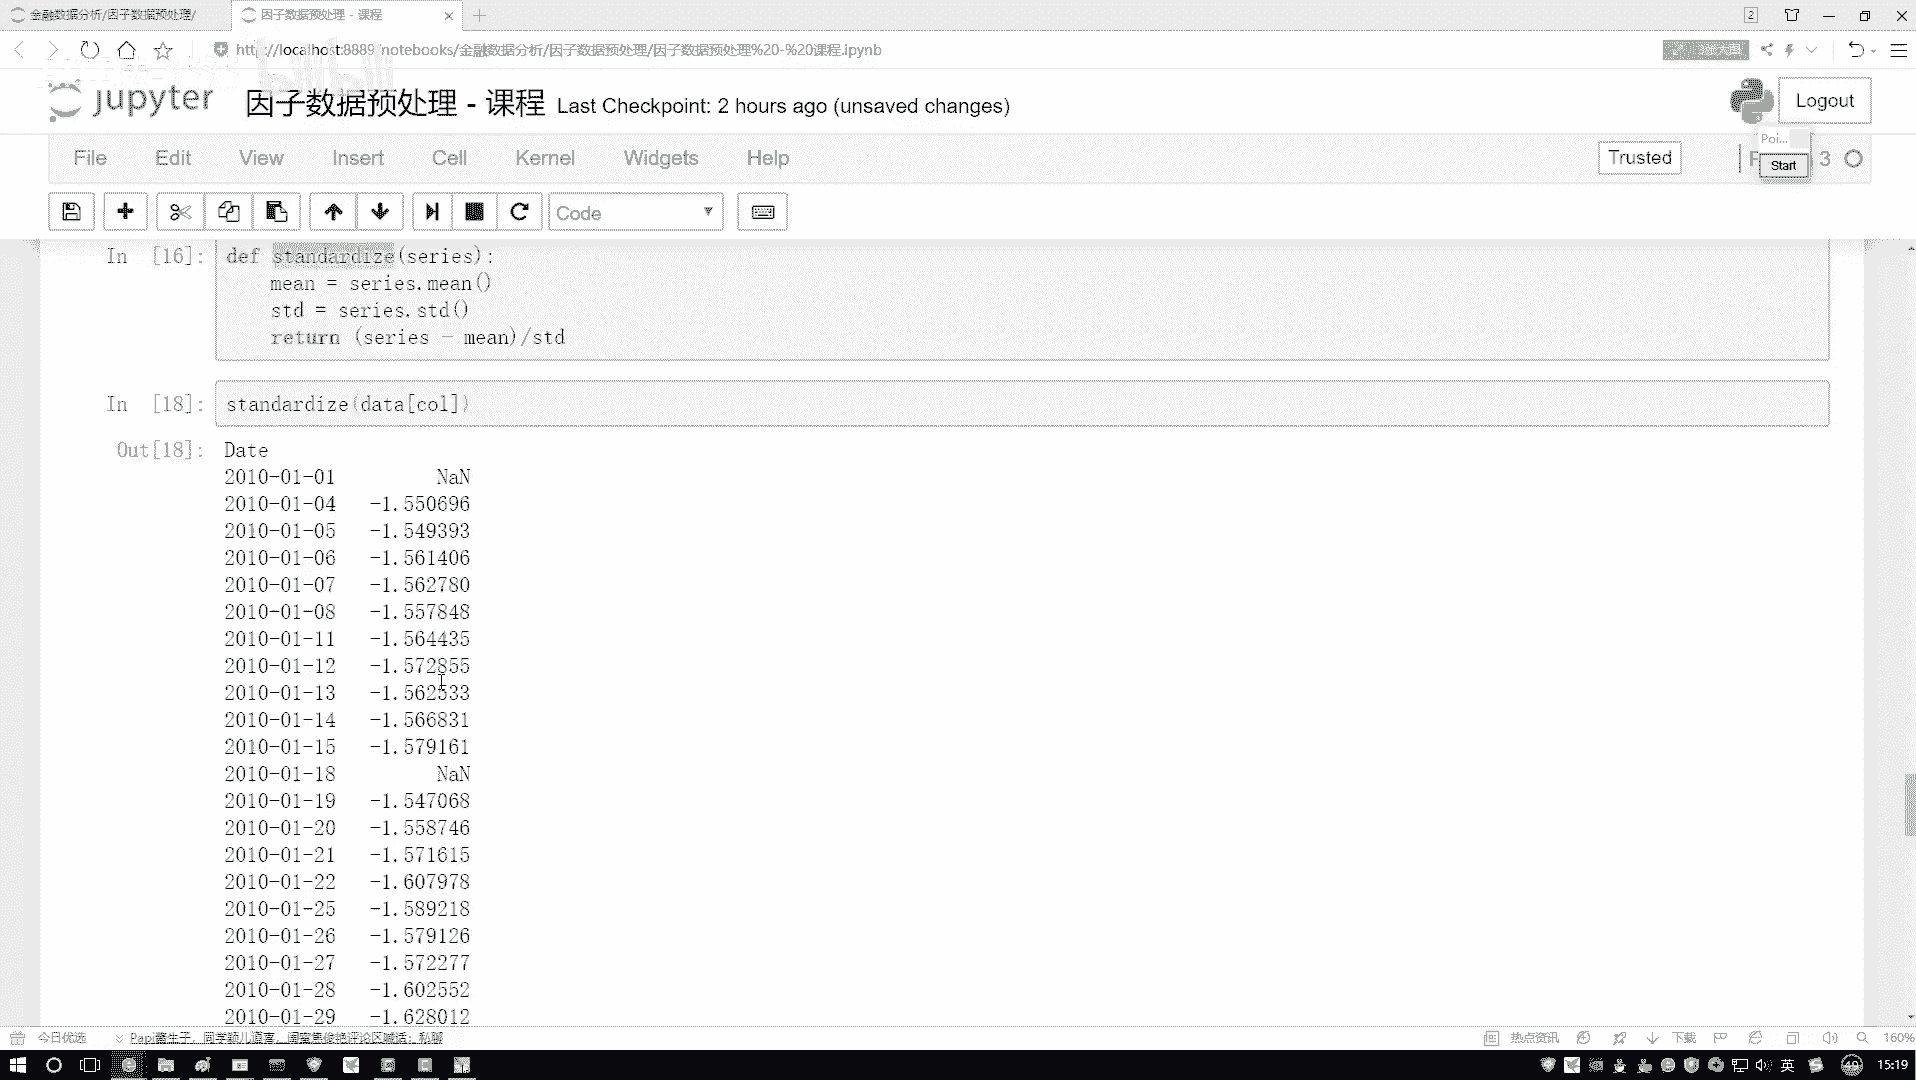 金融数据分析/因子数据预处理/
因子数据预处理 - 课程
2
http://localhost:8889/notebooks/金融数据分析/因子数据预处理/因子数据预处理%20-%20课程.ipynb
jupyter
因子数据预处理 - 课程 Last Checkpoint: 2 hours ago (unsaved changes)
Logout
File Edit View Insert Cell Kernel Widgets Help
Trusted
3
Poi...
Start
Code
In [16]: def standardize(series):
mean = series.mean()
std = series.std()
return (series - mean)/std
In [18]: standardize(data[col])
Out[18]: Date
2010-01-01 NaN
2010-01-04 -1.550696
2010-01-05 -1.549393
2010-01-06 -1.561406
2010-01-07 -1.562780
2010-01-08 -1.557848
2010-01-11 -1.564435
2010-01-12 -1.572855
2010-01-13 -1.562533
2010-01-14 -1.566831
2010-01-15 -1.579161
2010-01-18 NaN
2010-01-19 -1.547068
2010-01-20 -1.558746
2010-01-21 -1.571615
2010-01-22 -1.607978
2010-01-25 -1.589218
2010-01-26 -1.579126
2010-01-27 -1.572277
2010-01-28 -1.602552
2010-01-29 -1.628012
今日优选
热点资讯
下载
160%
英
49
15:19